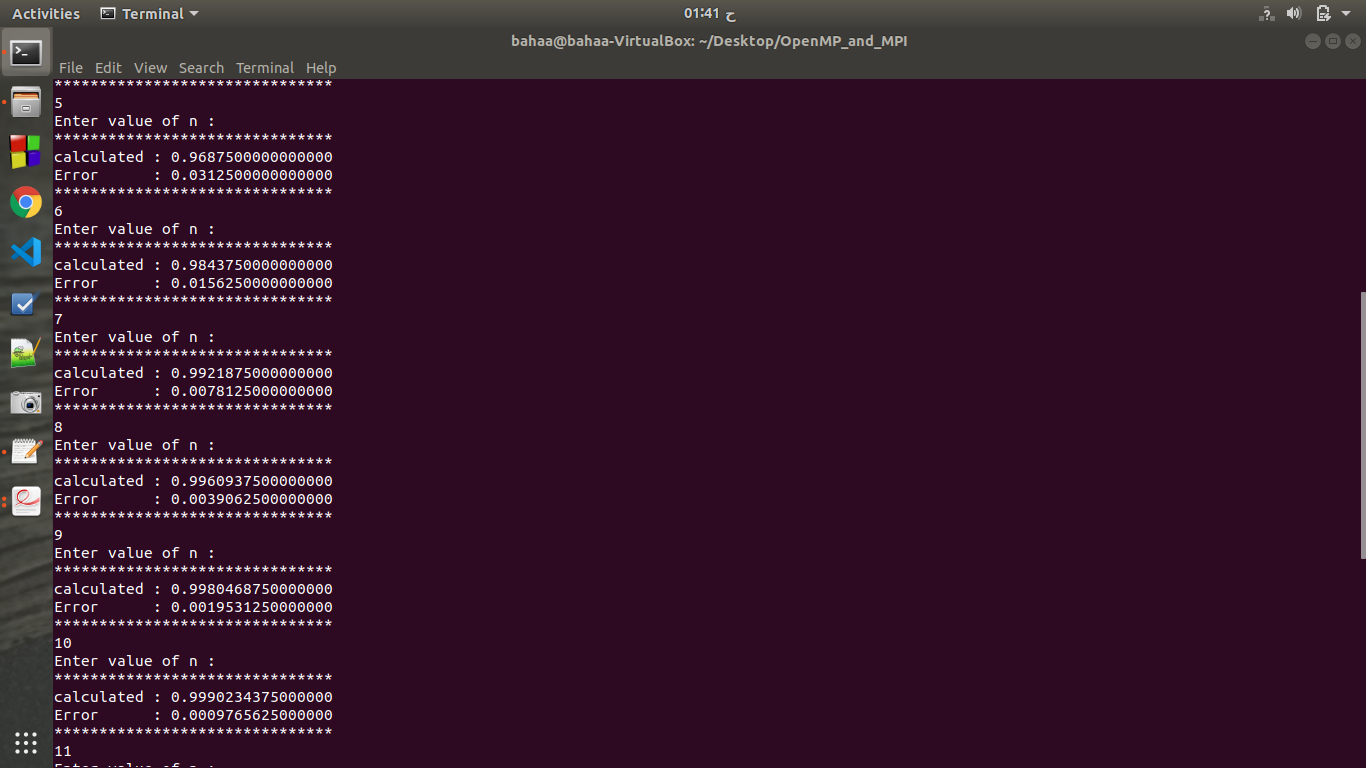 Activities Terminal 01:41 ح
bahaa@bahaa-VirtualBox: ~/Desktop/OpenMP_and_MPI
File Edit View Search Terminal Help
*******************************
5
Enter value of n :
*******************************
calculated : 0.9687500000000000
Error      : 0.0312500000000000
*******************************
6
Enter value of n :
*******************************
calculated : 0.9843750000000000
Error      : 0.0156250000000000
*******************************
7
Enter value of n :
*******************************
calculated : 0.9921875000000000
Error      : 0.0078125000000000
*******************************
8
Enter value of n :
*******************************
calculated : 0.9960937500000000
Error      : 0.0039062500000000
*******************************
9
Enter value of n :
*******************************
calculated : 0.9980468750000000
Error      : 0.0019531250000000
*******************************
10
Enter value of n :
*******************************
calculated : 0.9990234375000000
Error      : 0.0009765625000000
*******************************
11
Enter value of n :